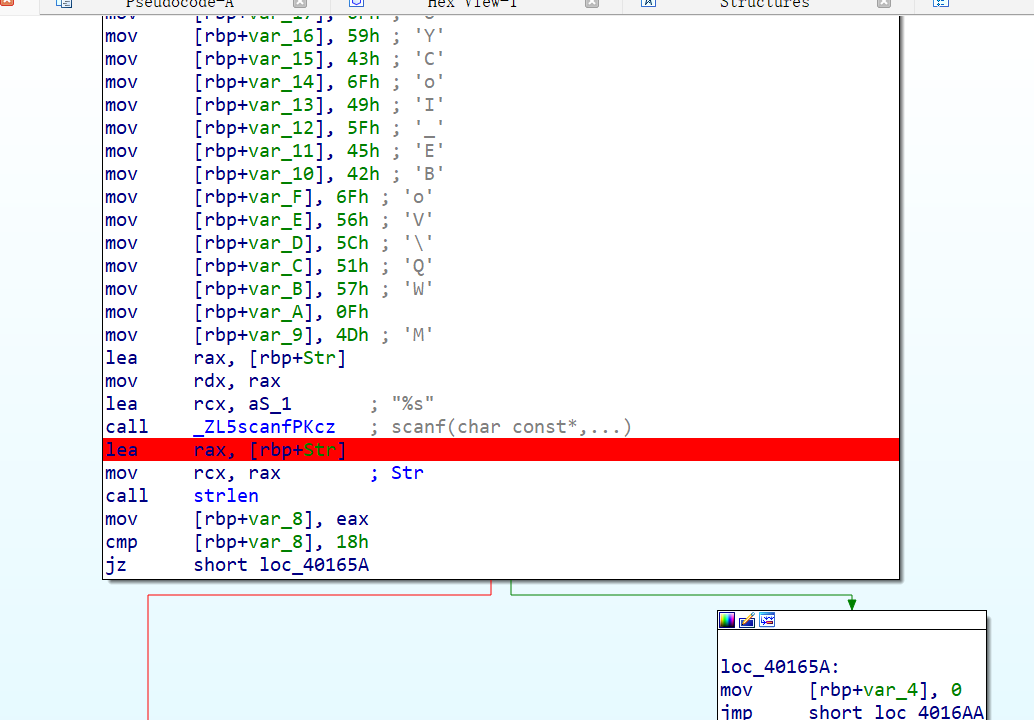 Pseudocode-A Hex View-1 Structures
mov [rbp+var_17], 6Fh ; 'o'
mov [rbp+var_16], 59h ; 'Y'
mov [rbp+var_15], 43h ; 'C'
mov [rbp+var_14], 6Fh ; 'o'
mov [rbp+var_13], 49h ; 'I'
mov [rbp+var_12], 5Fh ; '_'
mov [rbp+var_11], 45h ; 'E'
mov [rbp+var_10], 42h ; 'B'
mov [rbp+var_F], 6Fh ; 'o'
mov [rbp+var_E], 56h ; 'V'
mov [rbp+var_D], 5Ch ; '\'
mov [rbp+var_C], 51h ; 'Q'
mov [rbp+var_B], 57h ; 'W'
mov [rbp+var_A], 0Fh
mov [rbp+var_9], 4Dh ; 'M'
lea rax, [rbp+Str]
mov rdx, rax
lea rcx, aS_1 ; "%s"
call _ZL5scanfPKcz ; scanf(char const*,...)
lea rax, [rbp+Str]
mov rcx, rax ; Str
call strlen
mov [rbp+var_8], eax
cmp [rbp+var_8], 18h
jz short loc_40165A
loc_40165A:
mov [rbp+var_4], 0
jmp short loc_4016AA